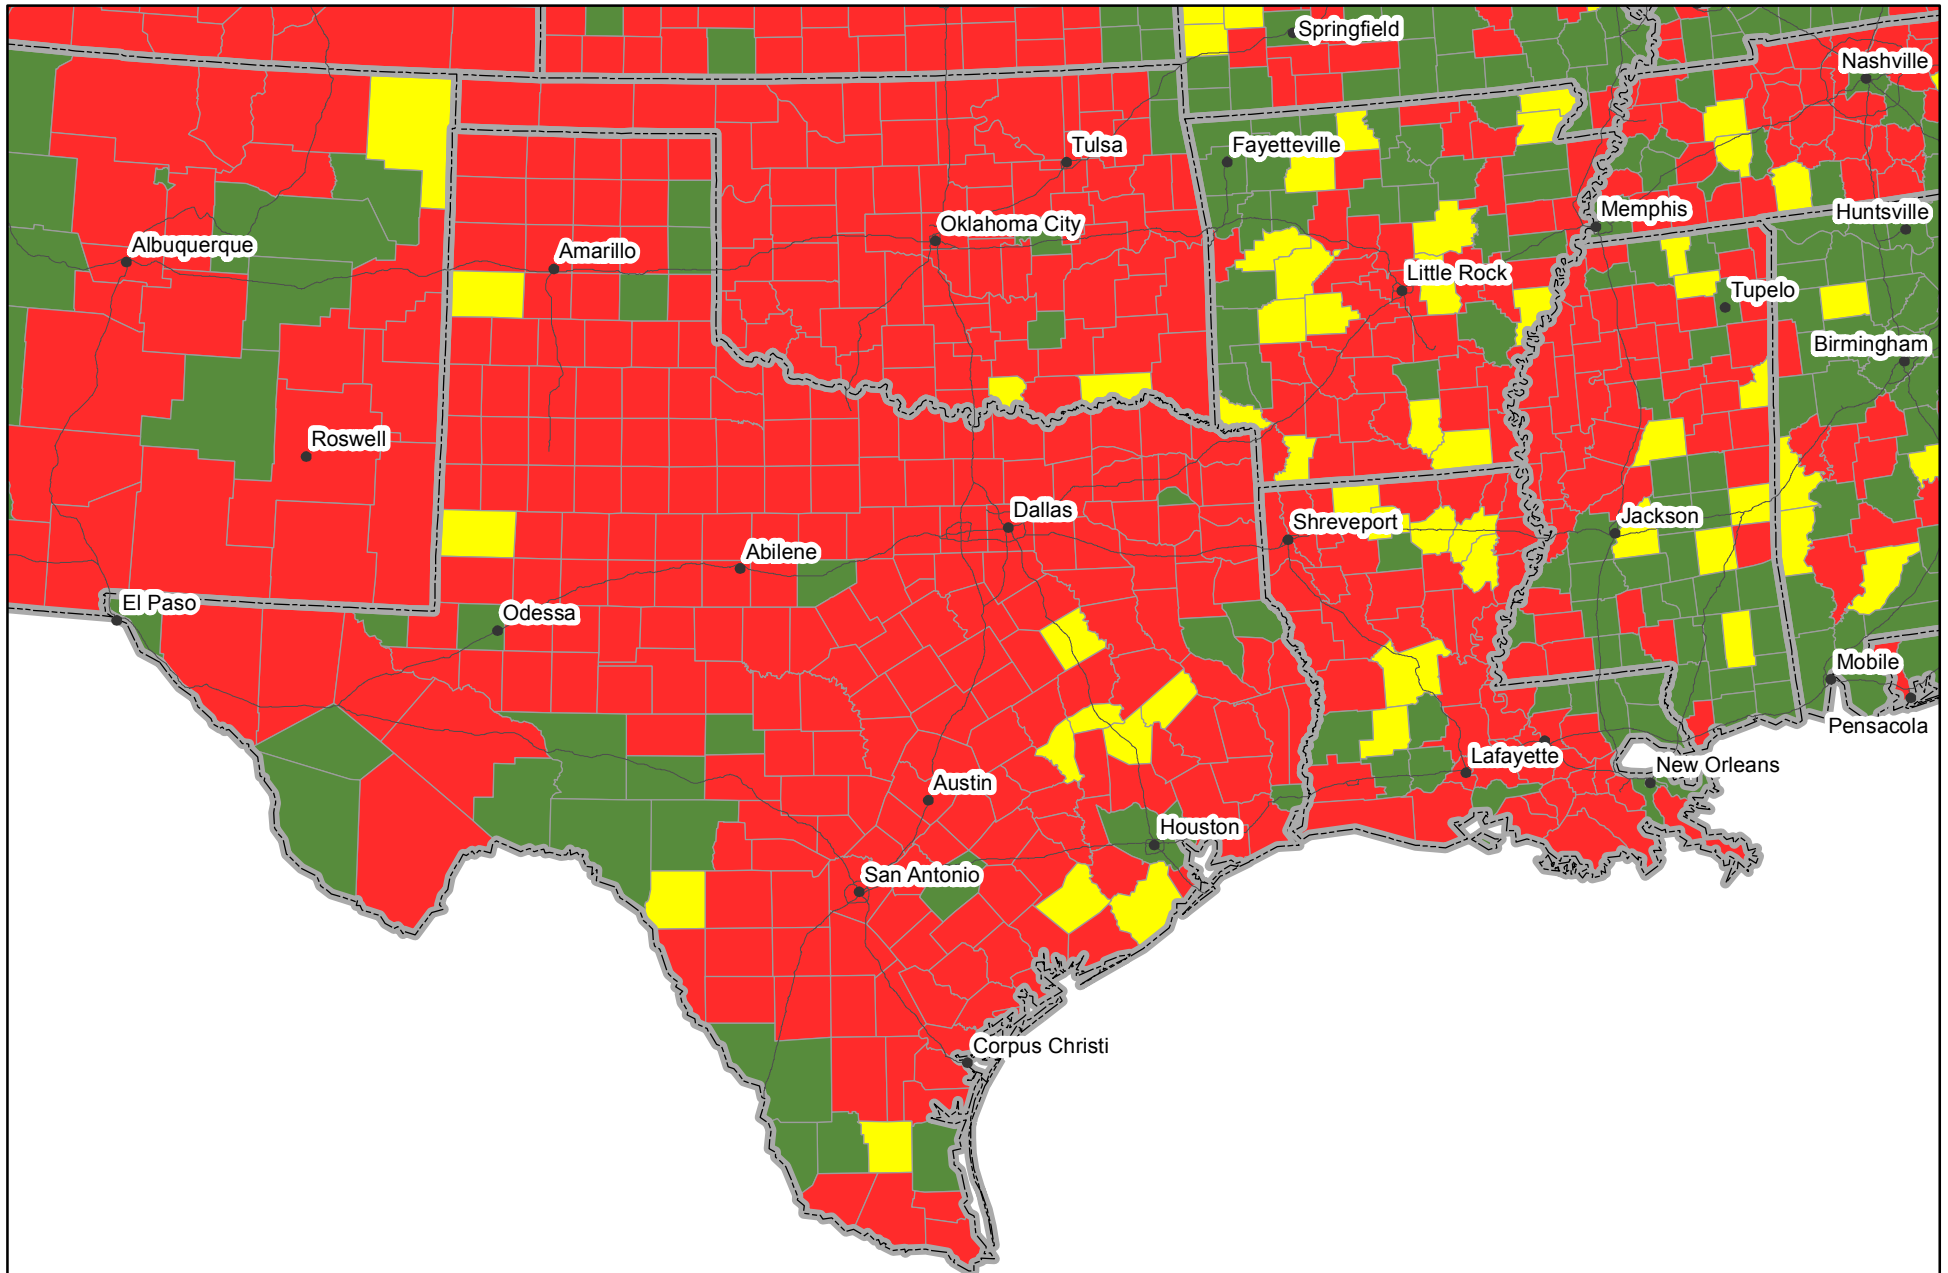 Springfield
Nashville
Tulsa
Fayetteville
Memphis
Huntsville
Oklahoma City
Albuquerque
Amarillo
Little Rock
Tupelo
Birmingham
Roswell
Dallas
Shreveport
Jackson
Abilene
El Paso
Odessa
Mobile
Pensacola
Lafayette
New Orleans
Austin
Houston
San Antonio
Corpus Christi